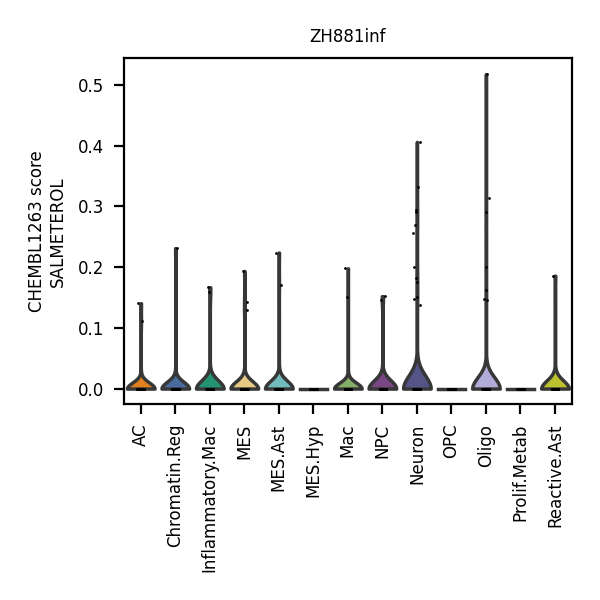 ZH881inf
CHEMBL1263 score
SALMETEROL
0.5
0.4
0.3
0.2
0.1
0.0
AC
Chromatin.Reg
Inflammatory.Mac
MES
MES.Ast
MES.Hyp
Mac
NPC
Neuron
OPC
Oligo
Prolif.Metab
Reactive.Ast